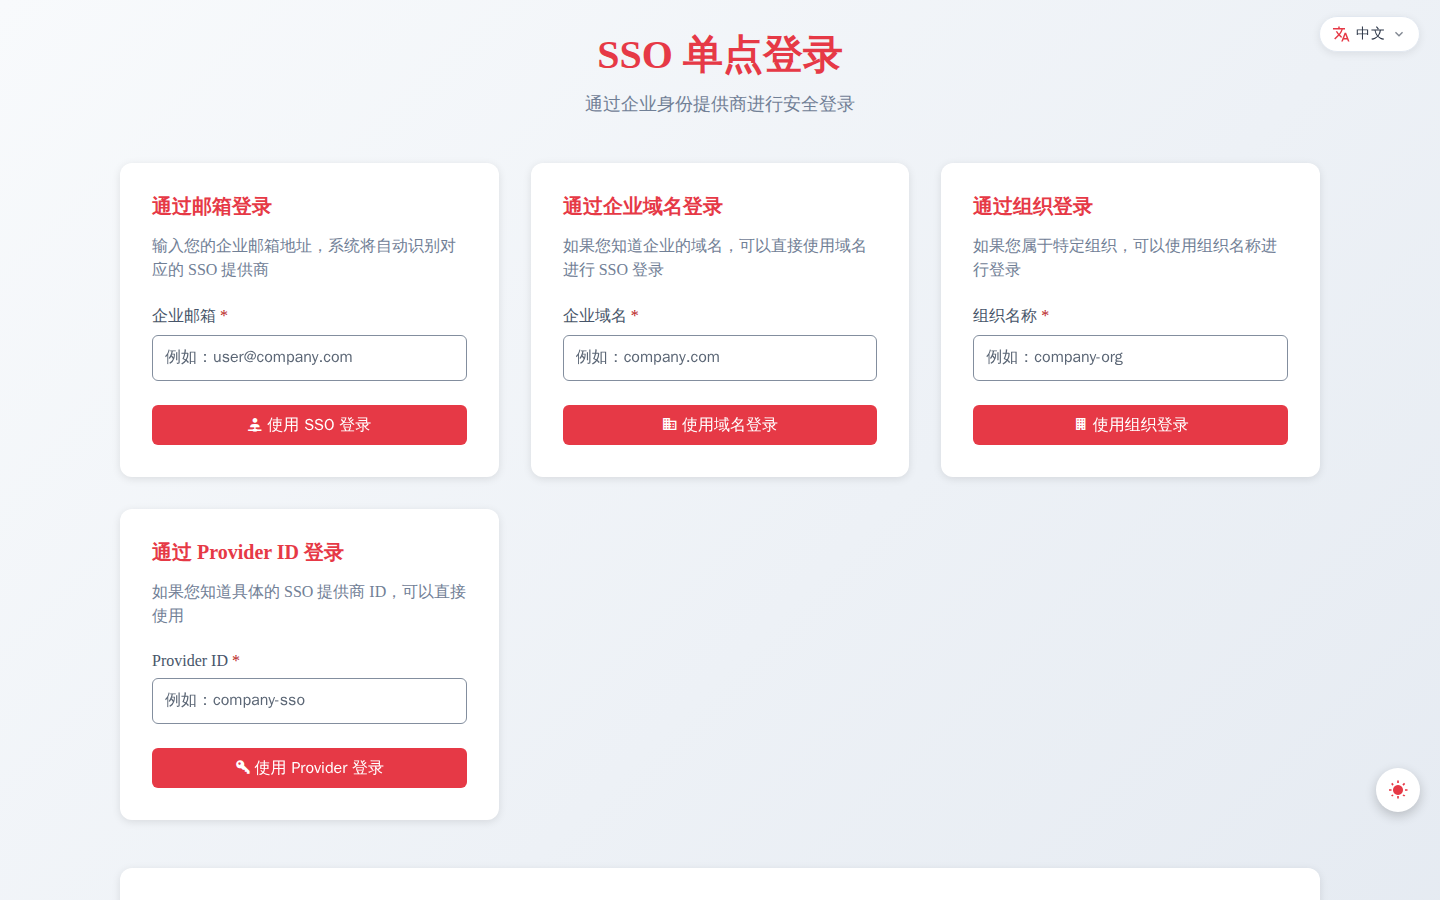 SSO 单点登录
中文
通过企业身份提供商进行安全登录
通过邮箱登录
输入您的企业邮箱地址，系统将自动识别对
应的 SSO 提供商
企业邮箱 *
例如：user@company.com
使用 SSO 登录
通过企业域名登录
如果您知道企业的域名，可以直接使用域名
进行 SSO 登录
企业域名 *
例如：company.com
使用域名登录
通过组织登录
如果您属于特定组织，可以使用组织名称进
行登录
组织名称 *
例如：company-org
使用组织登录
通过 Provider ID 登录
如果您知道具体的 SSO 提供商 ID，可以直接
使用
Provider ID *
例如：company-sso
使用 Provider 登录